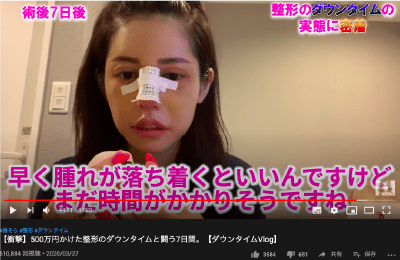 術後7日後
整形のダウンタイムの
実態に密着
早く腫れが落ち着くといいんですけど
まだ時間がかかりそうですね
#整形 #ダウンタイム
【衝撃】500万円かけた整形のダウンタイムと闘う7日間。【ダウンタイムVlog】
510,884 回視聴・2020/03/27
3584
651
共有
保存